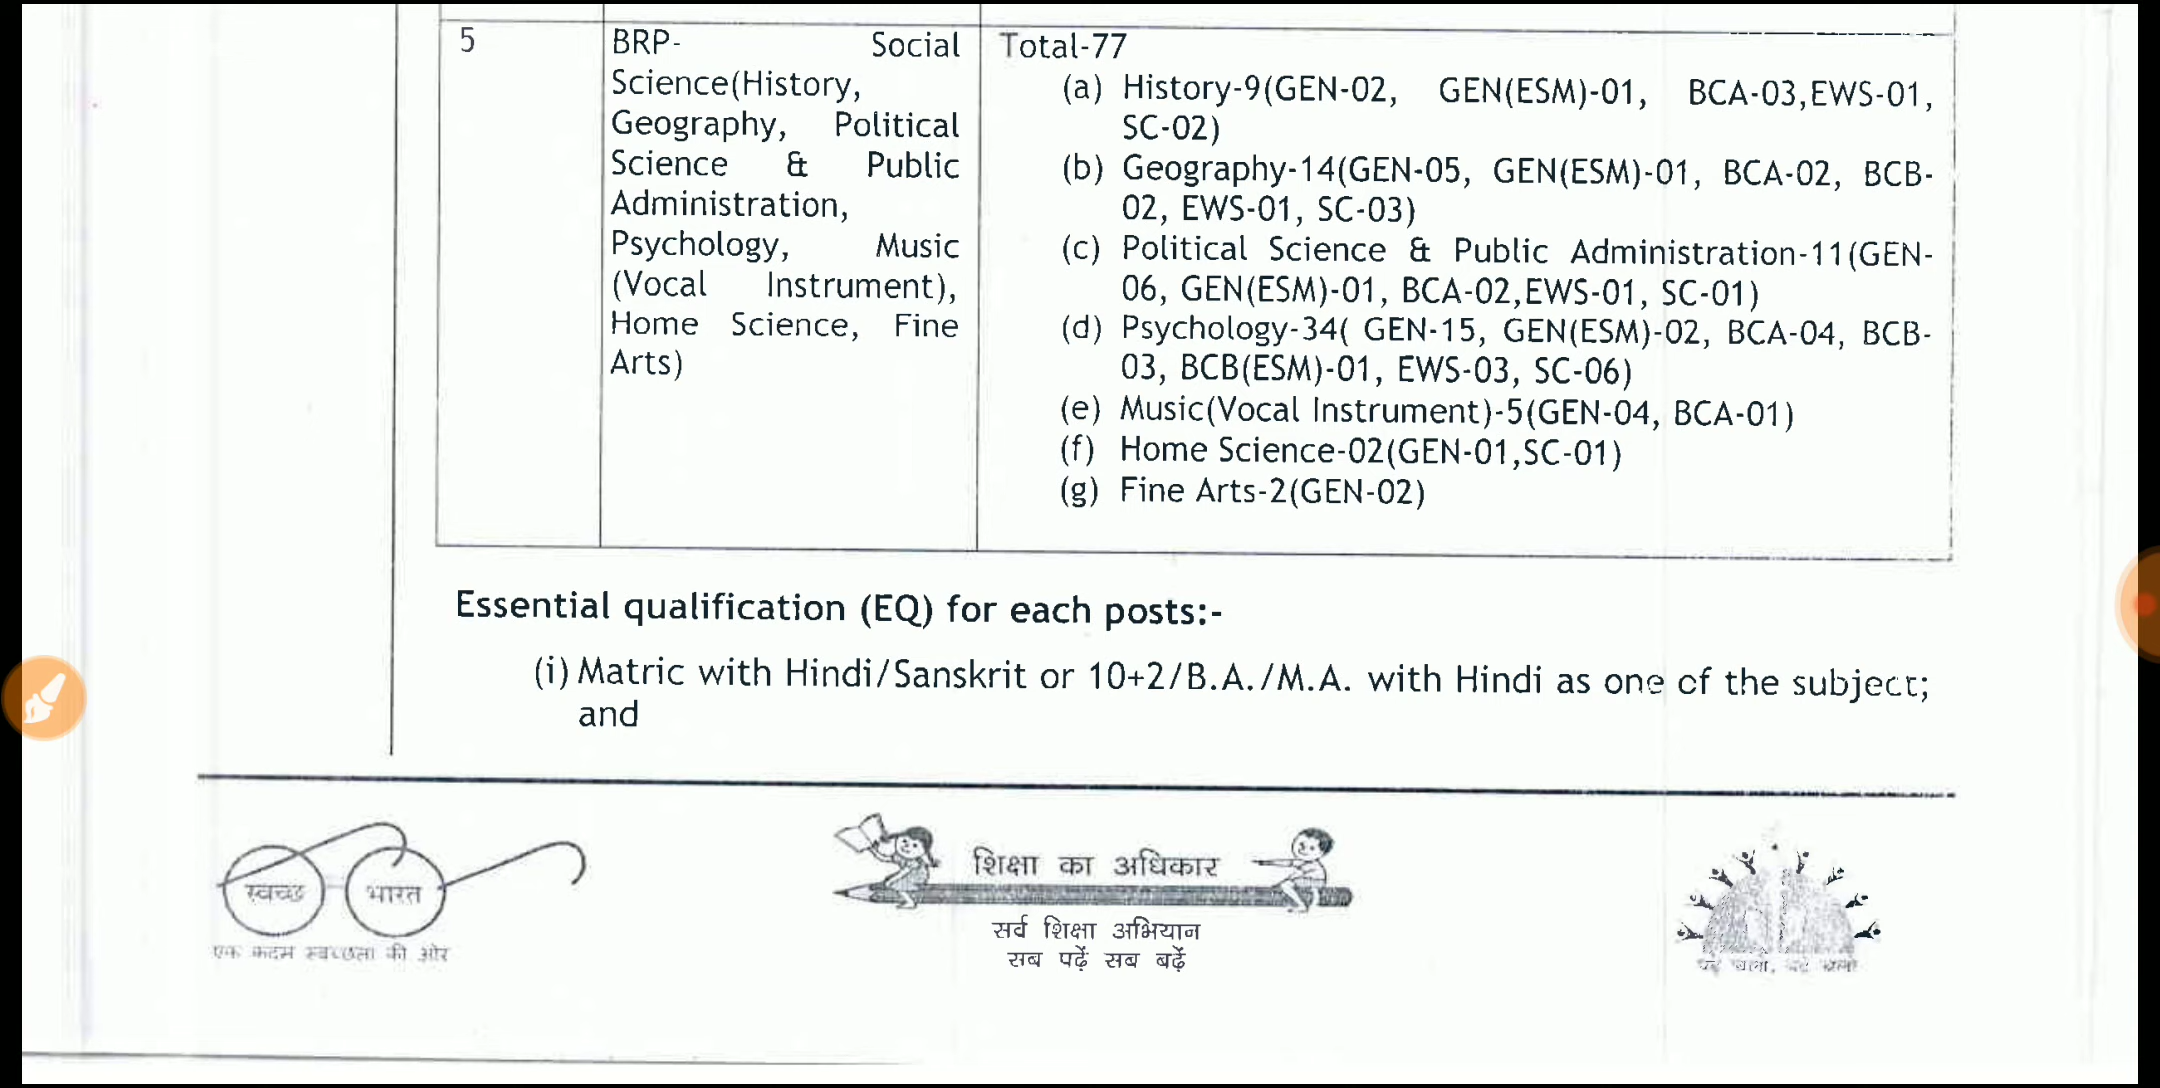 5
BRP- Social
Science(History,
Geography, Political
Science & Public
Administration,
Psychology, Music
(Vocal Instrument),
Home Science, Fine
Arts)
Total-77
(a) History-9(GEN-02, GEN(ESM)-01, BCA-03,EWS-01,
SC-02)
(b) Geography-14(GEN-05, GEN(ESM)-01, BCA-02, BCB-
02, EWS-01, SC-03)
(c) Political Science & Public Administration-11(GEN-
06, GEN(ESM)-01, BCA-02,EWS-01, SC-01)
(d) Psychology-34( GEN-15, GEN(ESM)-02, BCA-04, BCB-
03, BCB(ESM)-01, EWS-03, SC-06)
(e) Music(Vocal Instrument)-5(GEN-04, BCA-01)
(f) Home Science-02(GEN-01,SC-01)
(g) Fine Arts-2(GEN-02)
Essential qualification (EQ) for each posts:-
(i) Matric with Hindi/Sanskrit or 10+2/B.A./M.A. with Hindi as one of the subject;
and
स्वच्छ भारत
एक कदम स्वच्छता की ओर
शिक्षा का अधिकार
सर्व शिक्षा अभियान
सब पढ़ें सब बढ़ें